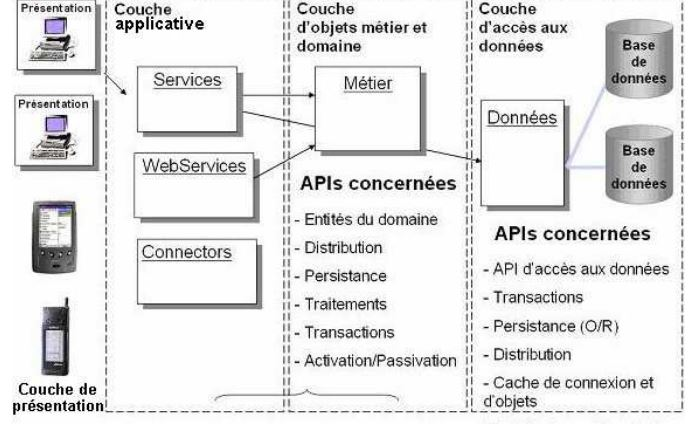 Présentation
Présentation
Couche de
présentation
Couche
applicative
Services
WebServices
Connectors
Couche
d'objets métier et
domaine
Métier
APIs concernées
- Entités du domaine
- Distribution
- Persistance
- Traitements
- Transactions
- Activation/Passivation
Couche
d'accès aux
données
Données
Base
de
données
Base
de
données
APIs concernées
- API d'accès aux données
- Transactions
- Persistance (O/R)
- Distribution
- Cache de connexion et
d'objets